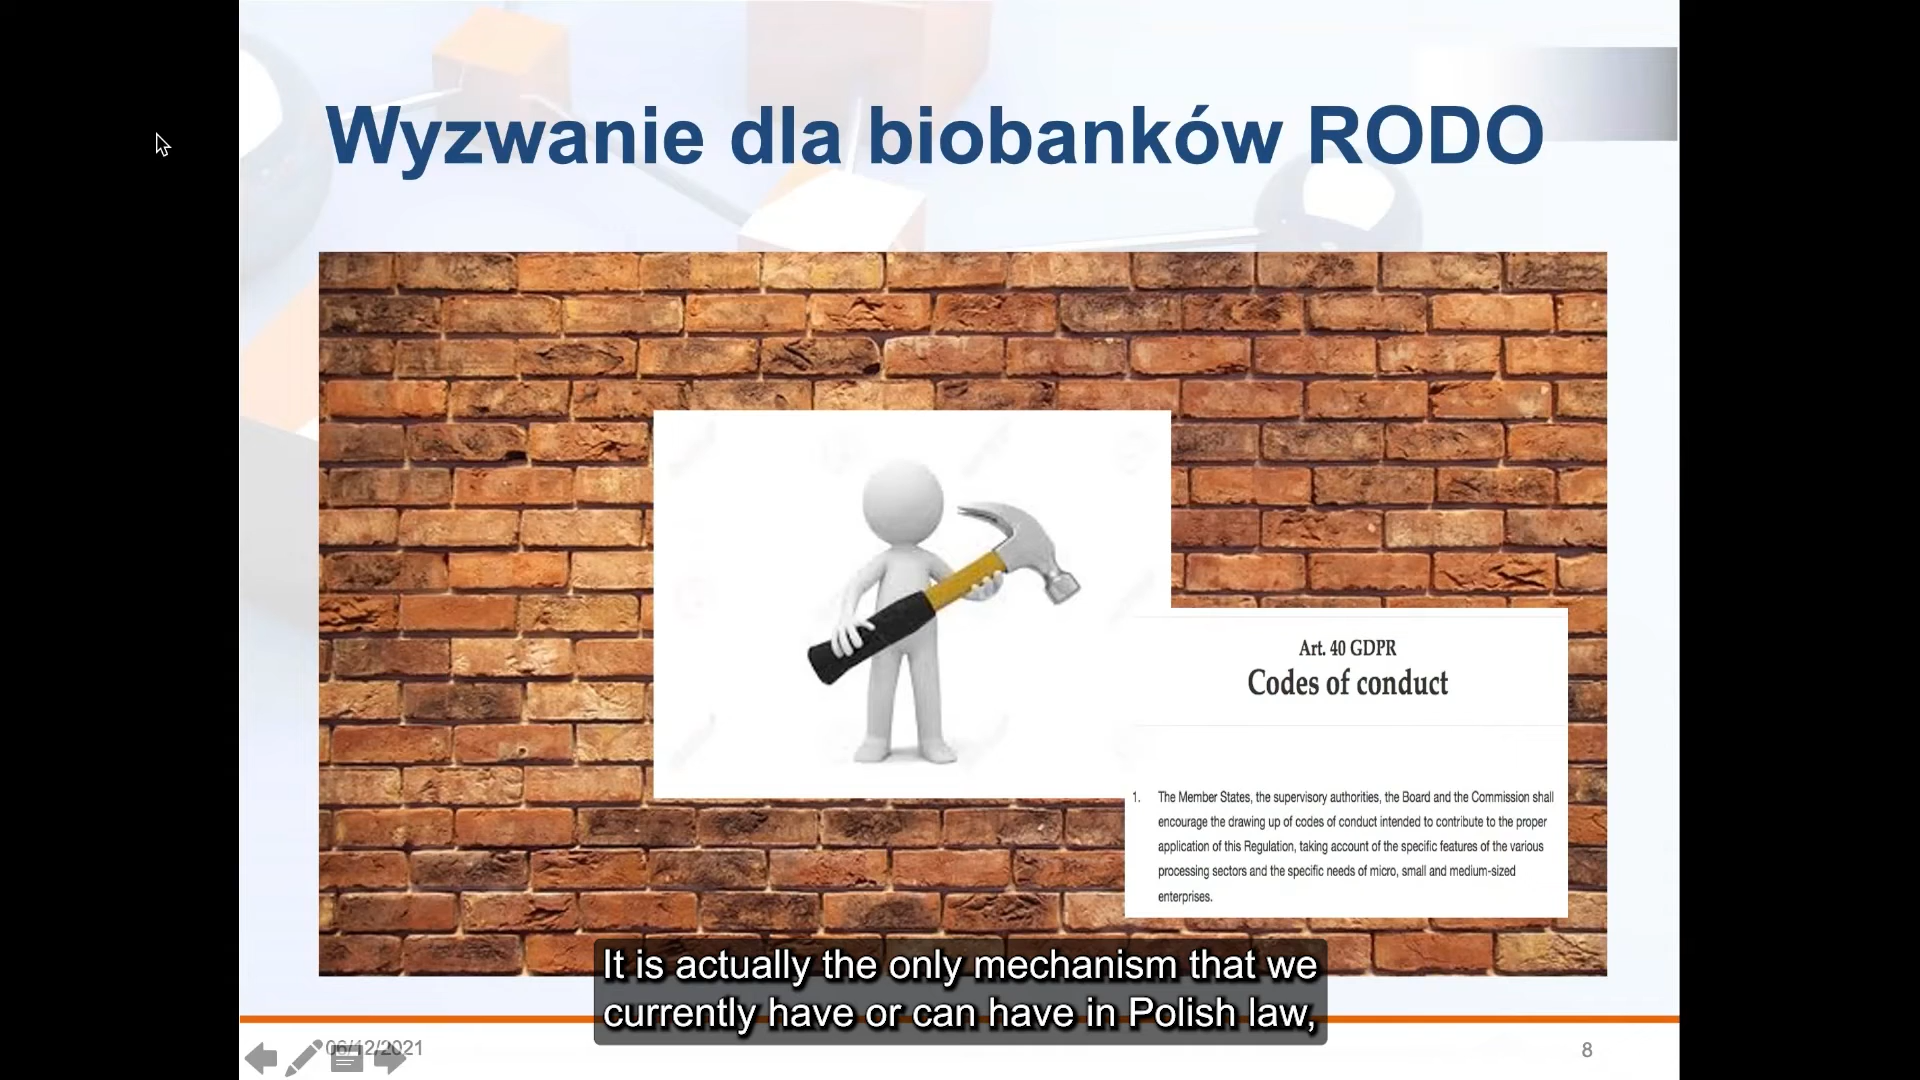 Wyzwanie dla biobanków RODO
Art. 40 GDPR
Codes of conduct
1. The Member States, the supervisory authorities, the Board and the Commission shall
encourage the drawing up of codes of conduct intended to contribute to the proper
application of this Regulation, taking account of the specific features of the various
processing sectors and the specific needs of micro, small and medium-sized
enterprises.
It is actually the only mechanism that we
currently have or can have in Polish law,
06/12/2021
8